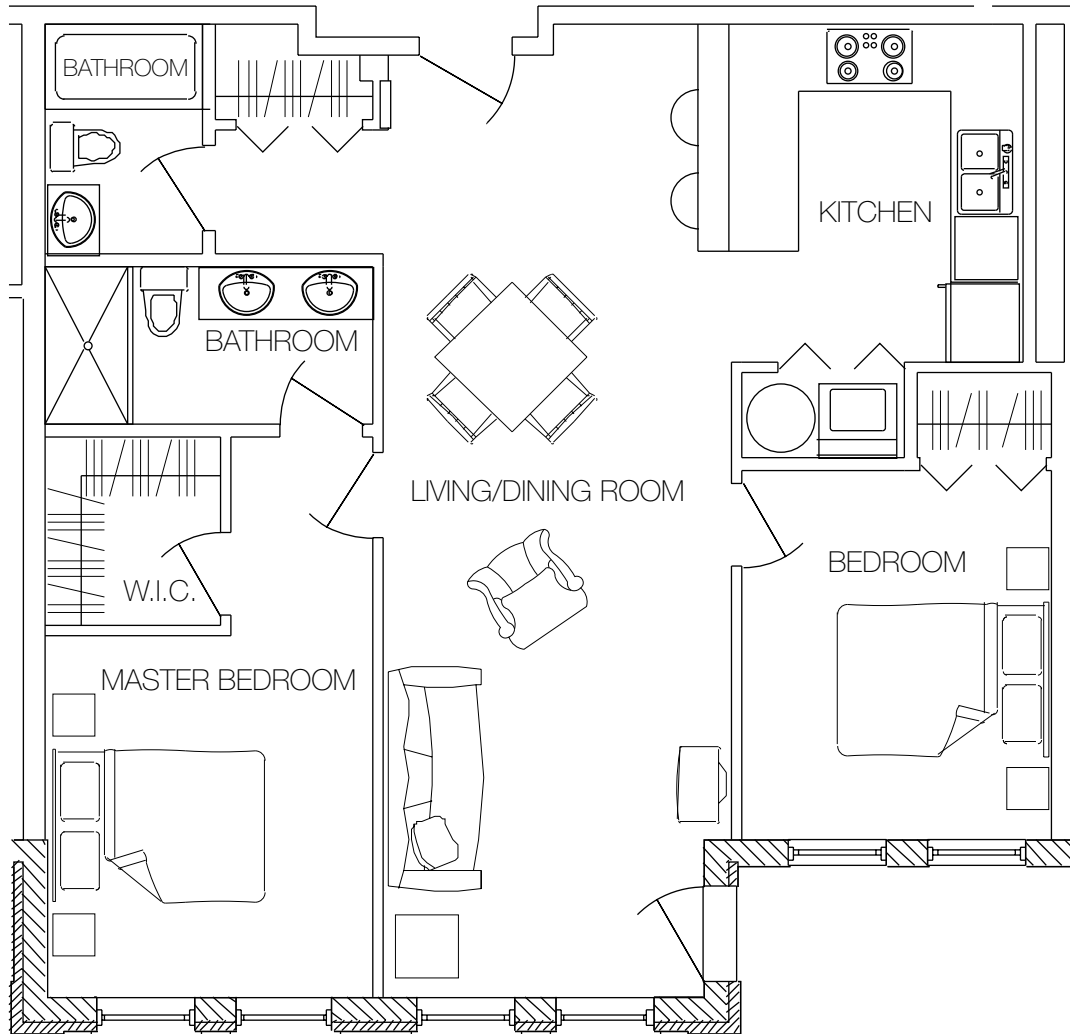 BATHROOM
KITCHEN
BATHROOM
LIVING/DINING ROOM
BEDROOM
W.I.C.
MASTER BEDROOM